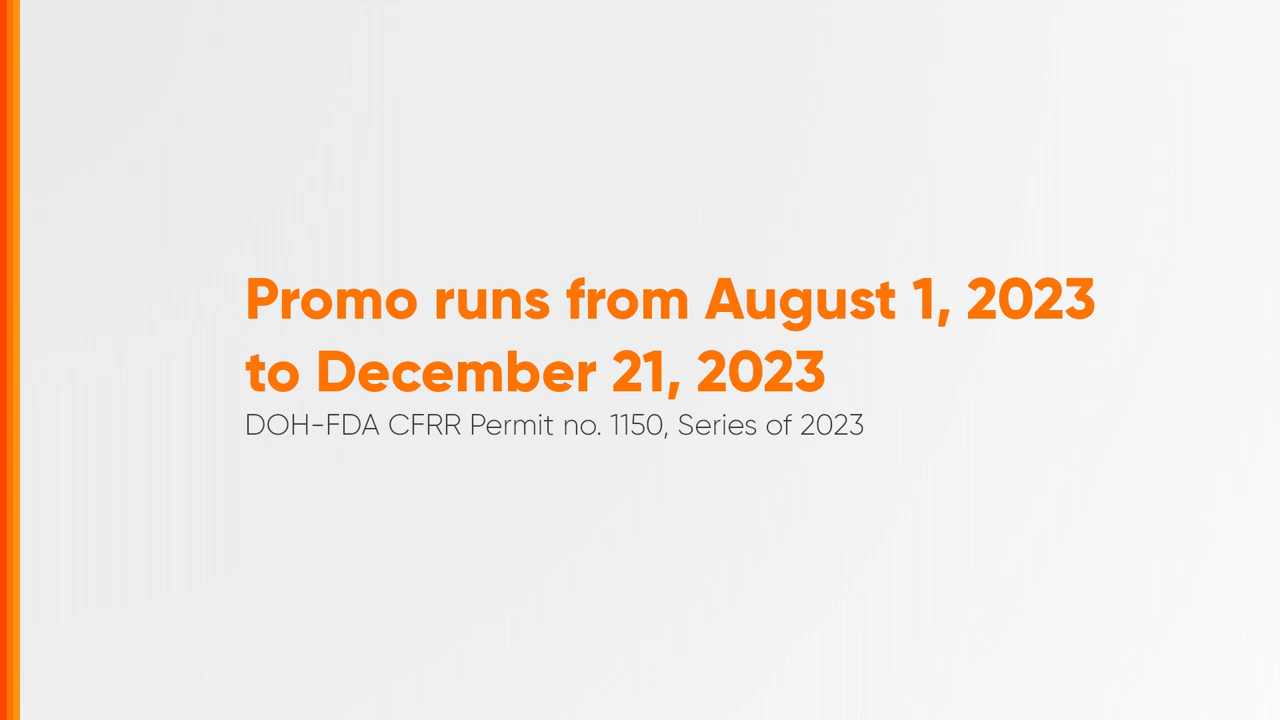 Promo runs from August 1, 2023
to December 21, 2023
DOH-FDA CFRR Permit no. 1150, Series of 2023